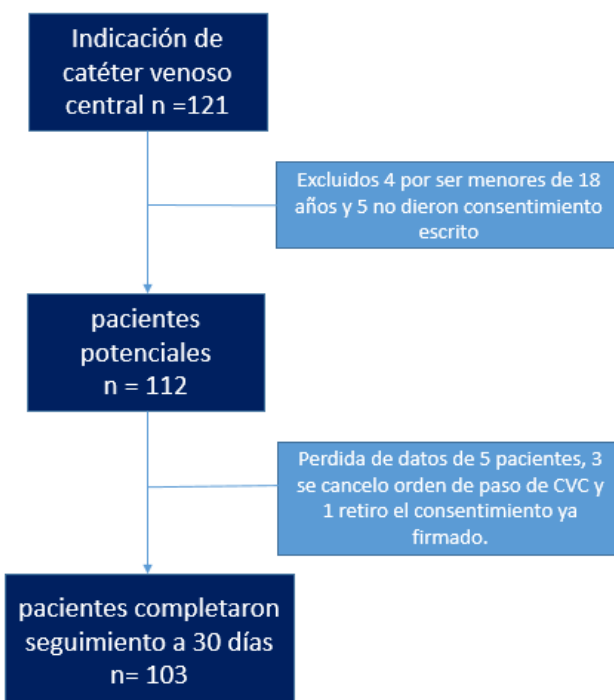 Indicación de
catéter venoso
central n =121
Excluidos 4 por ser menores de 18
años y 5 no dieron consentimiento
escrito
pacientes
potenciales
n = 112
Perdida de datos de 5 pacientes, 3
se cancelo orden de paso de CVC y
1 retiro el consentimiento ya
firmado.
pacientes completaron
seguimiento a 30 días
n= 103